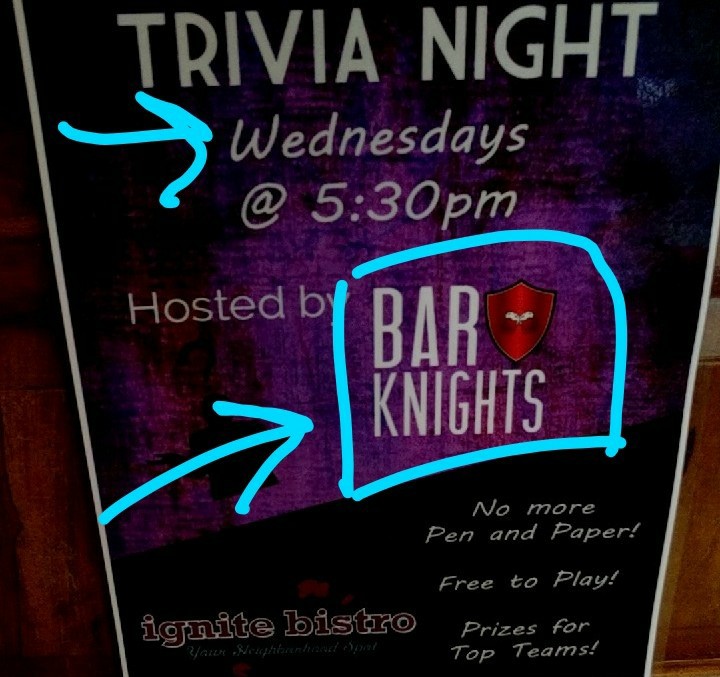 TRIVIA NIGHT
Wednesdays
@ 5:30pm
Hosted by
BAR
KNIGHTS
No more
Pen and Paper!
Free to Play!
ignite bistro
Your Neighborhood Spot
Prizes for
Top Teams!